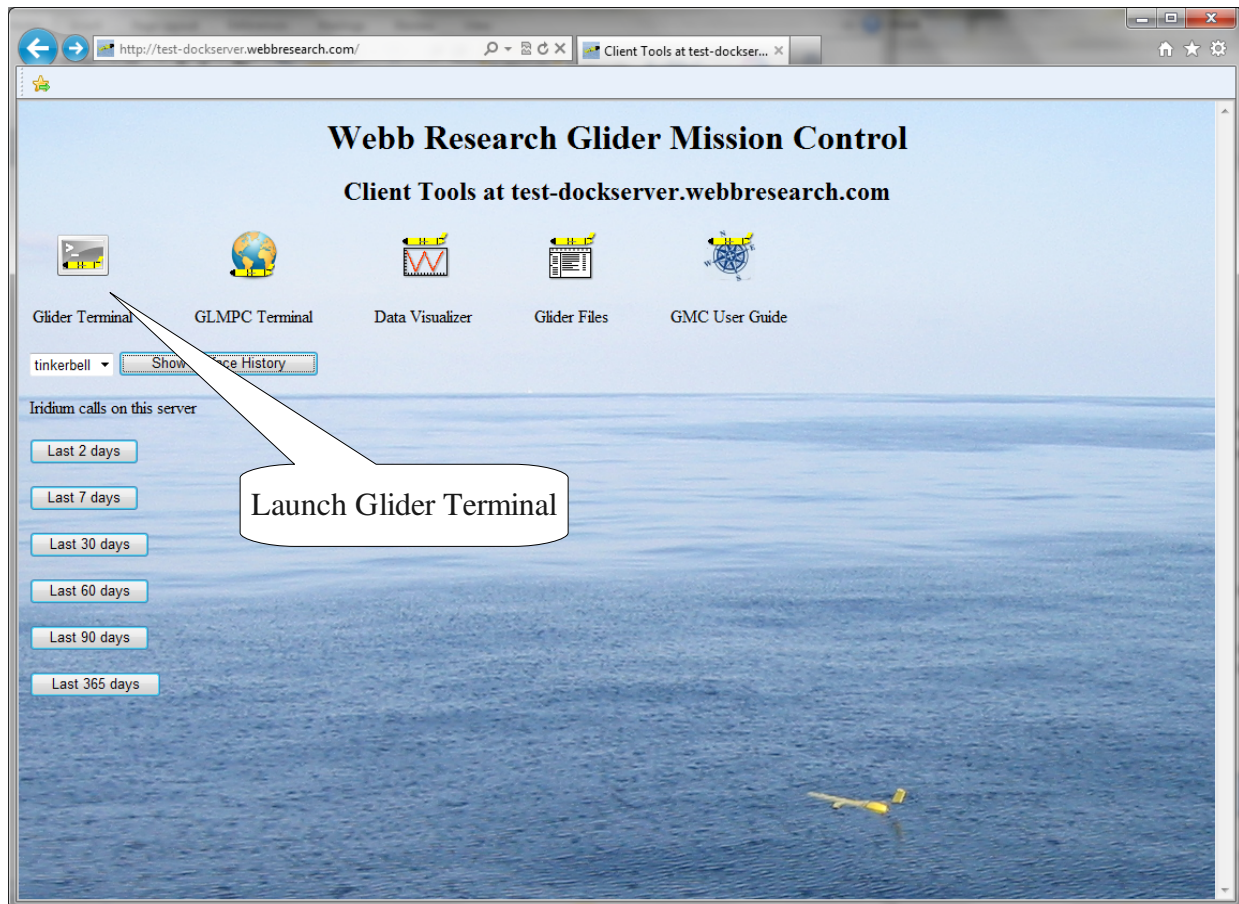 http://test-dockserver.webbresearch.com/
Client Tools at test-dockser...
Webb Research Glider Mission Control
Client Tools at test-dockserver.webbresearch.com
Glider Terminal
GLMPC Terminal
Data Visualizer
Glider Files
GMC User Guide
tinkerbell
Show
History
Iridium calls on this server
Last 2 days
Last 7 days
Last 30 days
Last 60 days
Last 90 days
Last 365 days
Launch Glider Terminal